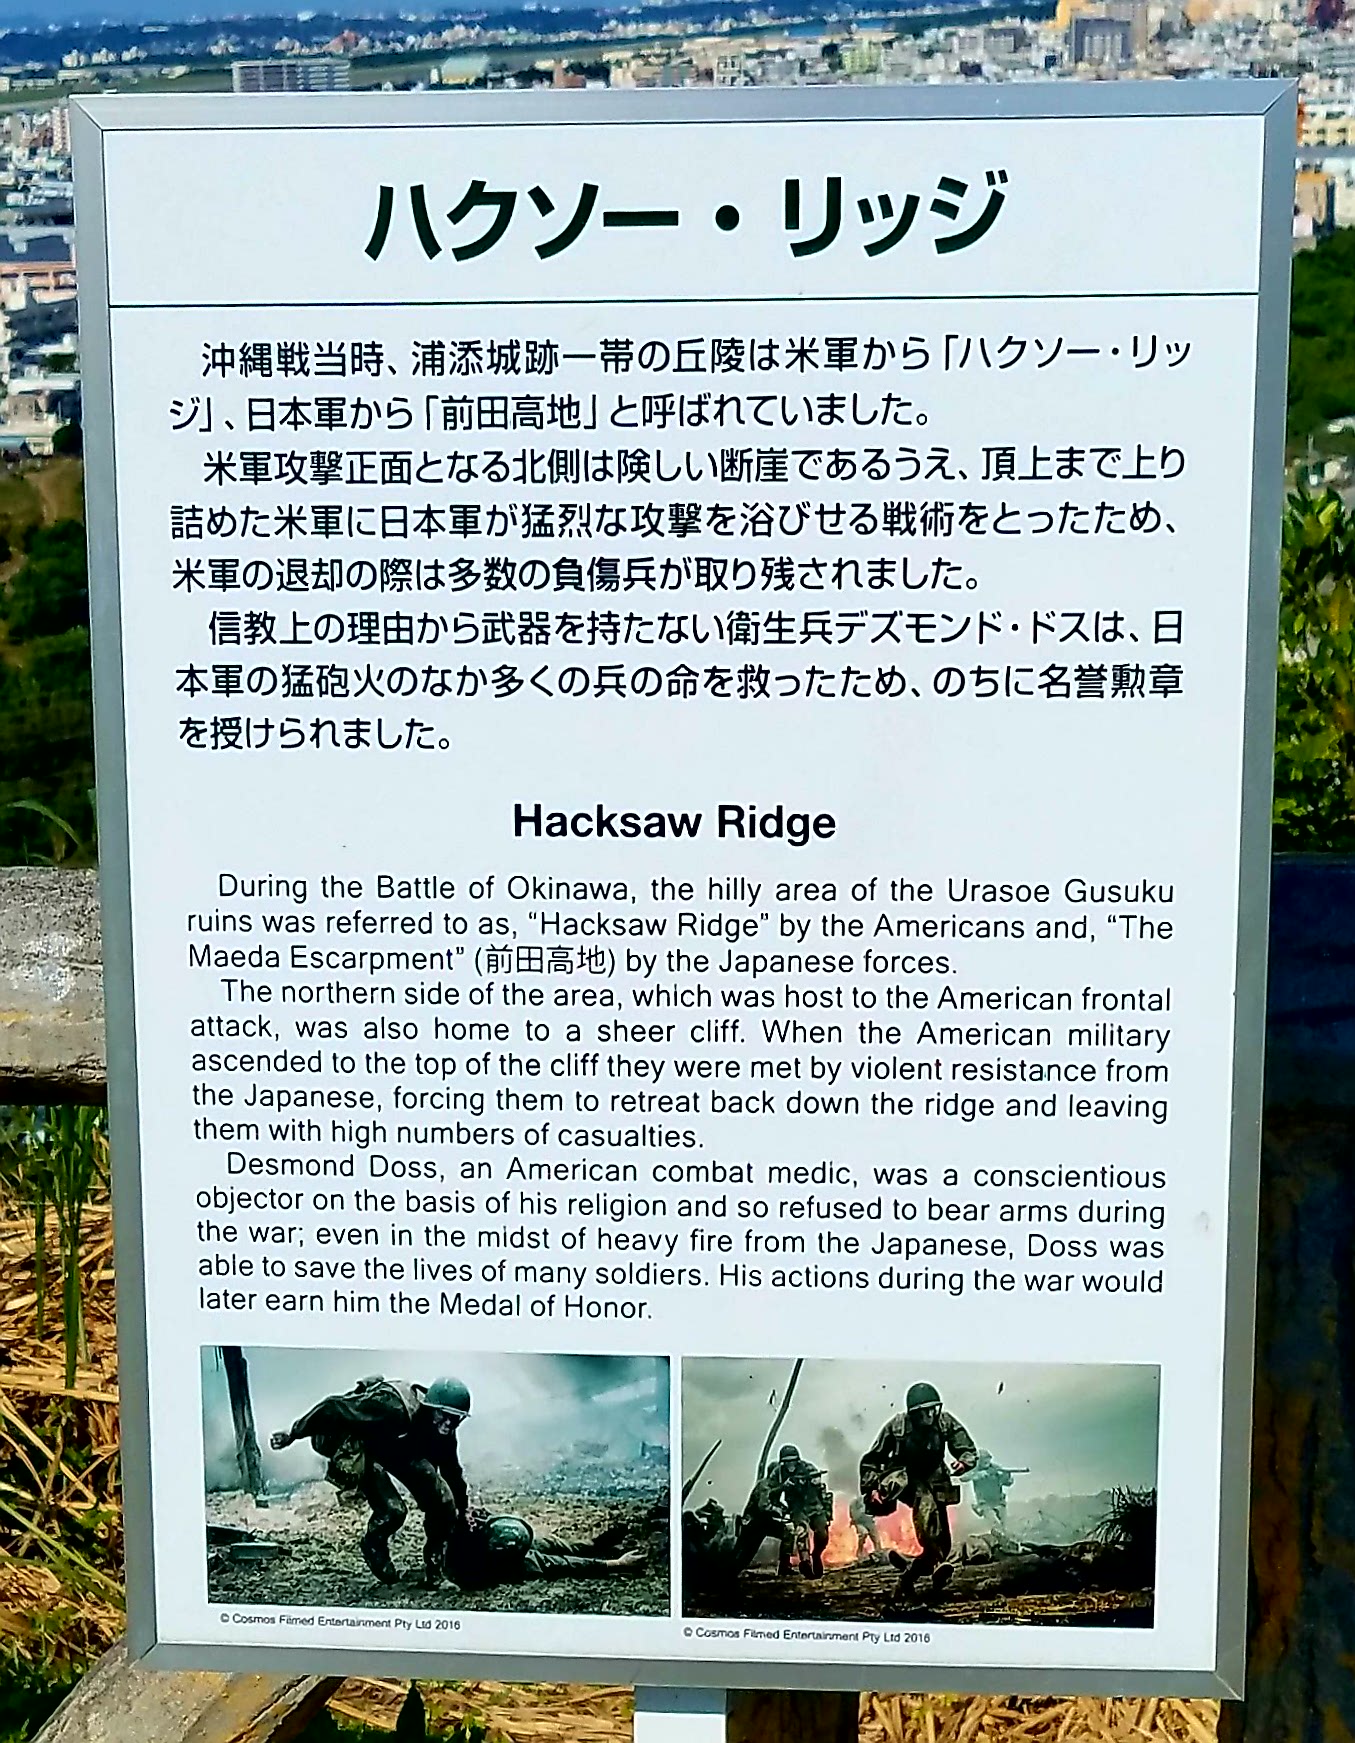 ハクソー・リッジ
沖縄戦当時、浦添城跡一帯の丘陵は米軍から「ハクソー・リッ
ジ」、日本軍から「前田高地」と呼ばれていました。
米軍攻撃正面となる北側は険しい断崖であるうえ、頂上まで上り
詰めた米軍に日本軍が猛烈な攻撃を浴びせる戦術をとったため、
米軍の退却の際は多数の負傷兵が取り残されました。
信教上の理由から武器を持たない衛生兵デズモンド・ドスは、日
本軍の猛砲火のなか多くの兵の命を救ったため、のちに名誉勲章
を授けられました。
Hacksaw Ridge
During the Battle of Okinawa, the hilly area of the Urasoe Gusuku
ruins was referred to as, “Hacksaw Ridge” by the Americans and, “The
Maeda Escarpment” (前田高地) by the Japanese forces.
The northern side of the area, which was host to the American frontal
attack, was also home to a sheer cliff. When the American military
ascended to the top of the cliff they were met by violent resistance from
the Japanese, forcing them to retreat back down the ridge and leaving
them with high numbers of casualties.
Desmond Doss, an American combat medic, was a conscientious
objector on the basis of his religion and so refused to bear arms during
the war; even in the midst of heavy fire from the Japanese, Doss was
able to save the lives of many soldiers. His actions during the war would
later earn him the Medal of Honor.
© Cosmos Filmed Entertainment Pty Ltd 2016
© Cosmos Filmed Entertainment Pty Ltd 2016